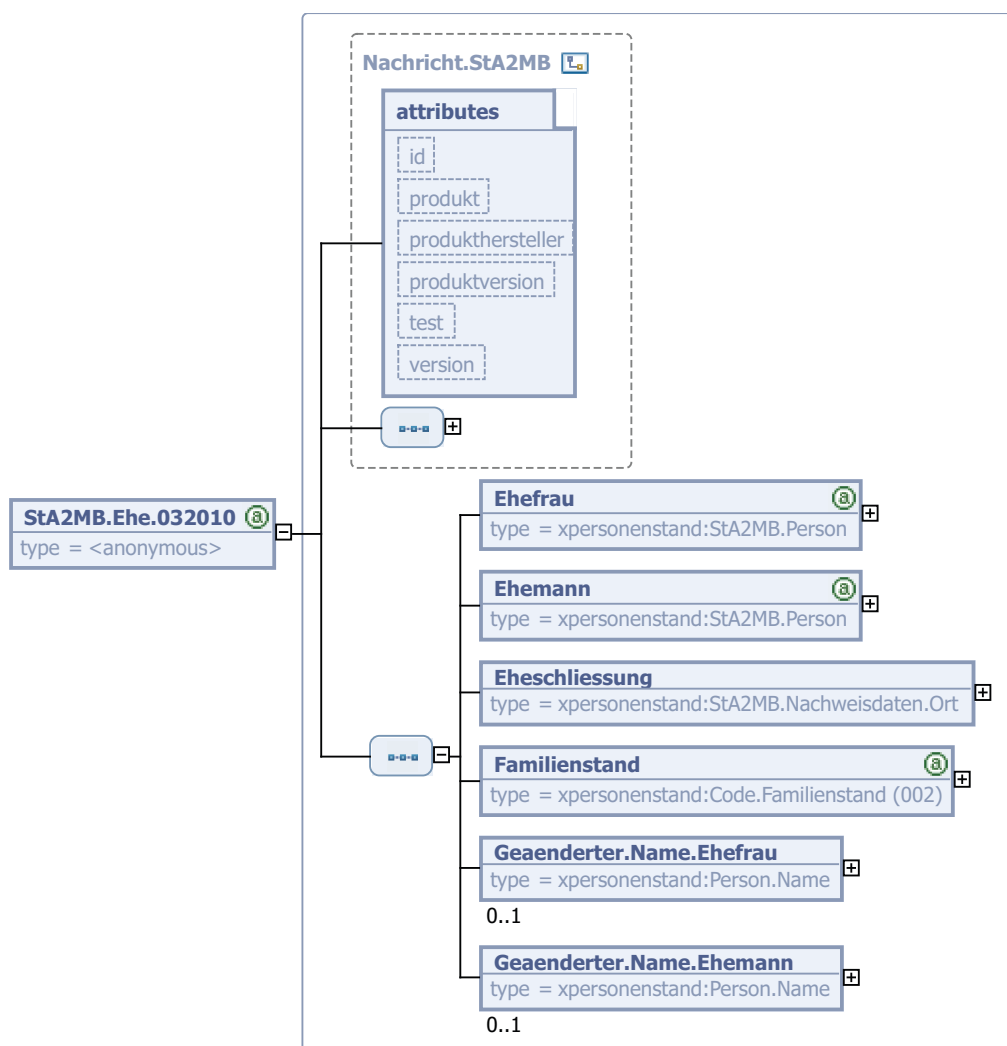 Nachricht.StA2MB
attributes
id
produkt
produkthersteller
produktversion
test
version
StA2MB.Ehe.032010
type = <anonymous>
Ehefrau
type = xpersonenstand:StA2MB.Person
Ehemann
type = xpersonenstand:StA2MB.Person
Eheschliessung
type = xpersonenstand:StA2MB.Nachweisdaten.Ort
Familienstand
type = xpersonenstand:Code.Familienstand (002)
Geaenderter.Name.Ehefrau
type = xpersonenstand:Person.Name
0..1
Geaenderter.Name.Ehemann
type = xpersonenstand:Person.Name
0..1